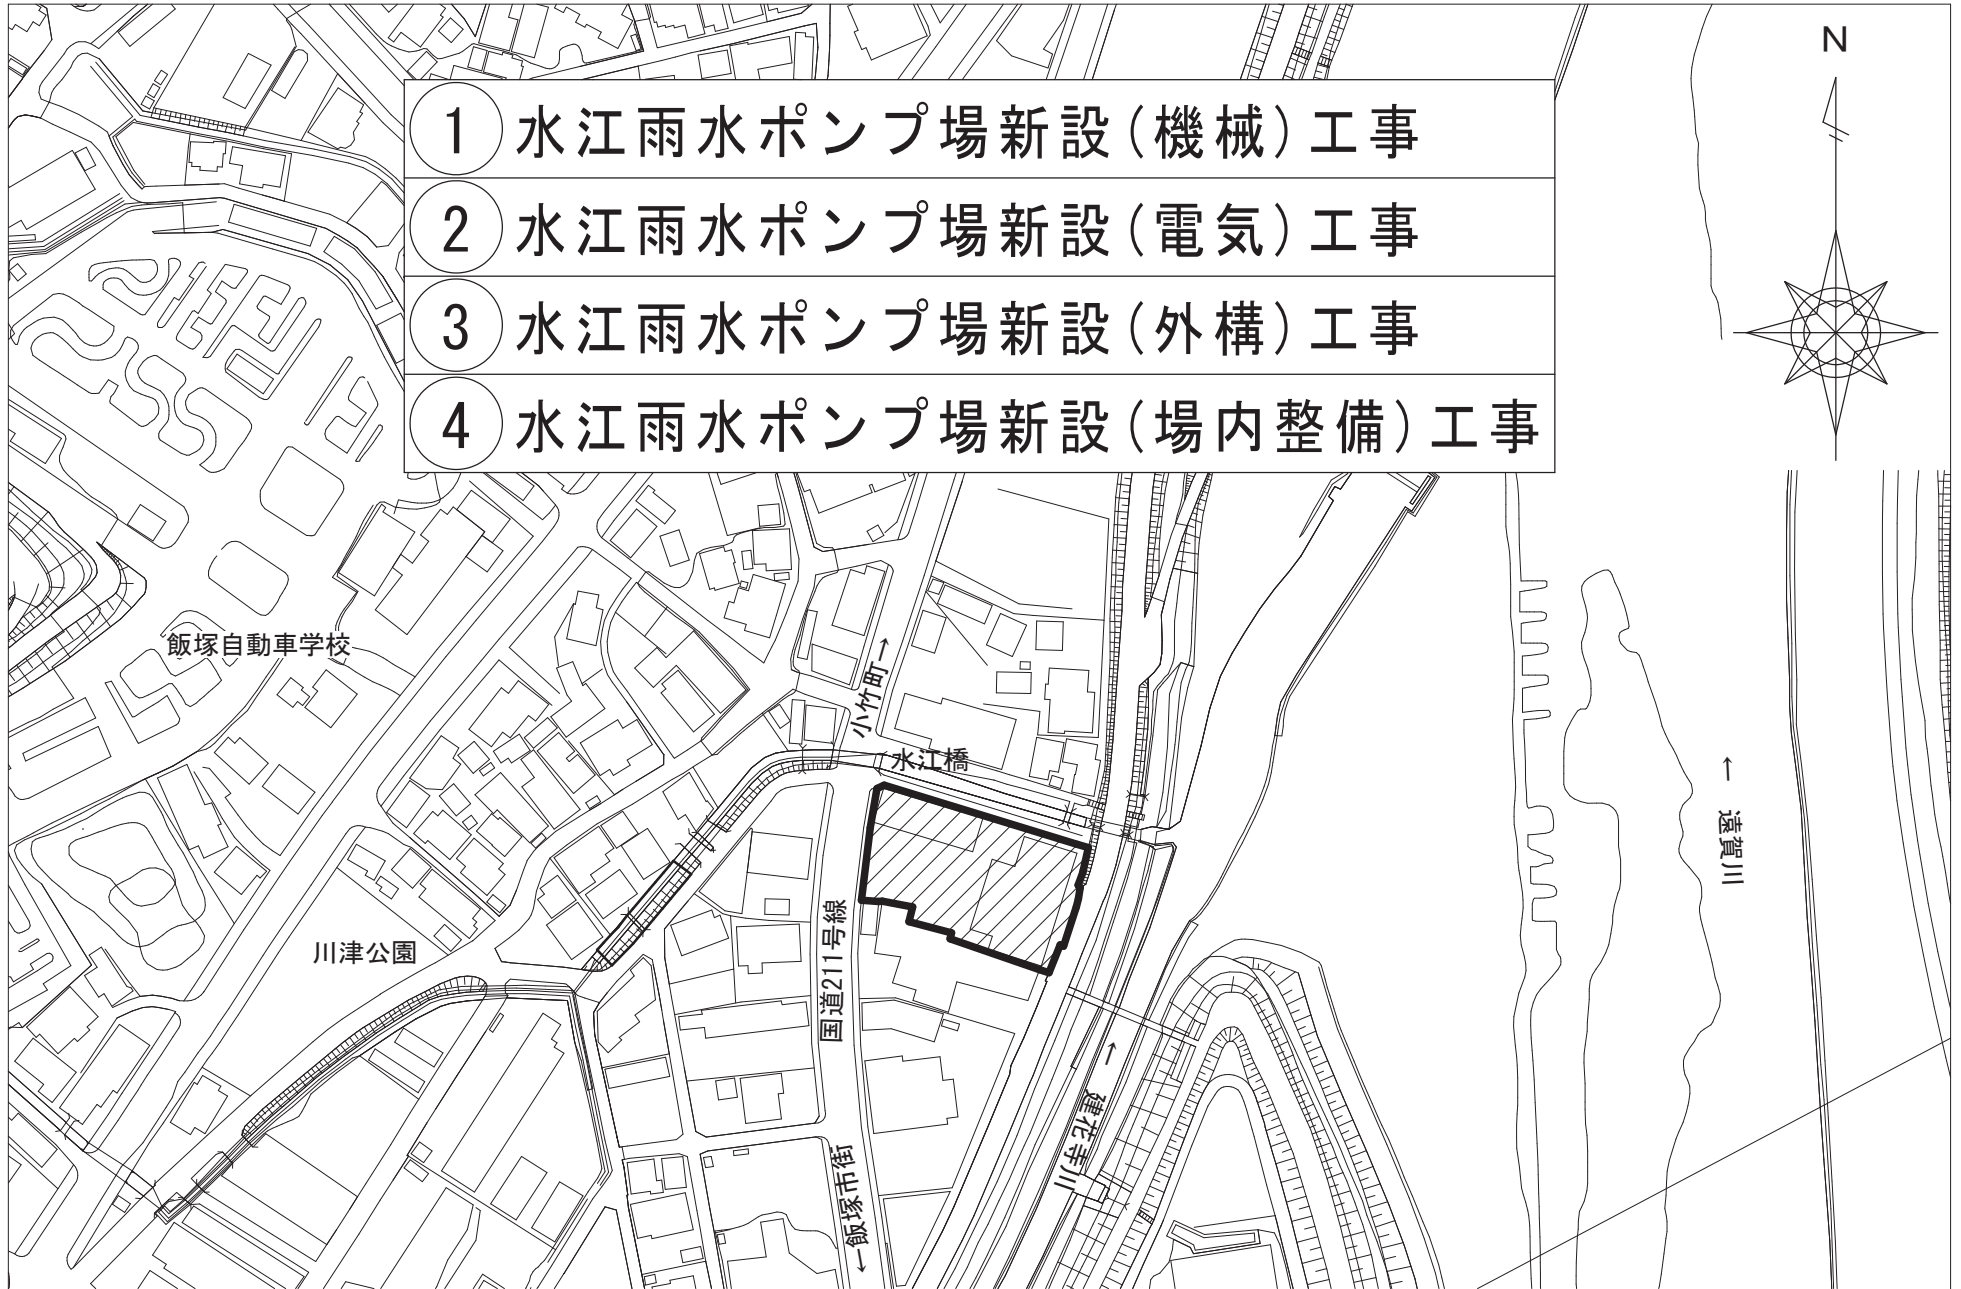 N
① 水江雨水ポンプ場新設(機械)工事
② 水江雨水ポンプ場新設(電気)工事
③ 水江雨水ポンプ場新設(外構)工事
④ 水江雨水ポンプ場新設(場内整備)工事
飯塚自動車学校
小竹町→
水江橋
← 遠賀川
川津公園
国道211号線
← 建花寺川
←飯塚市街